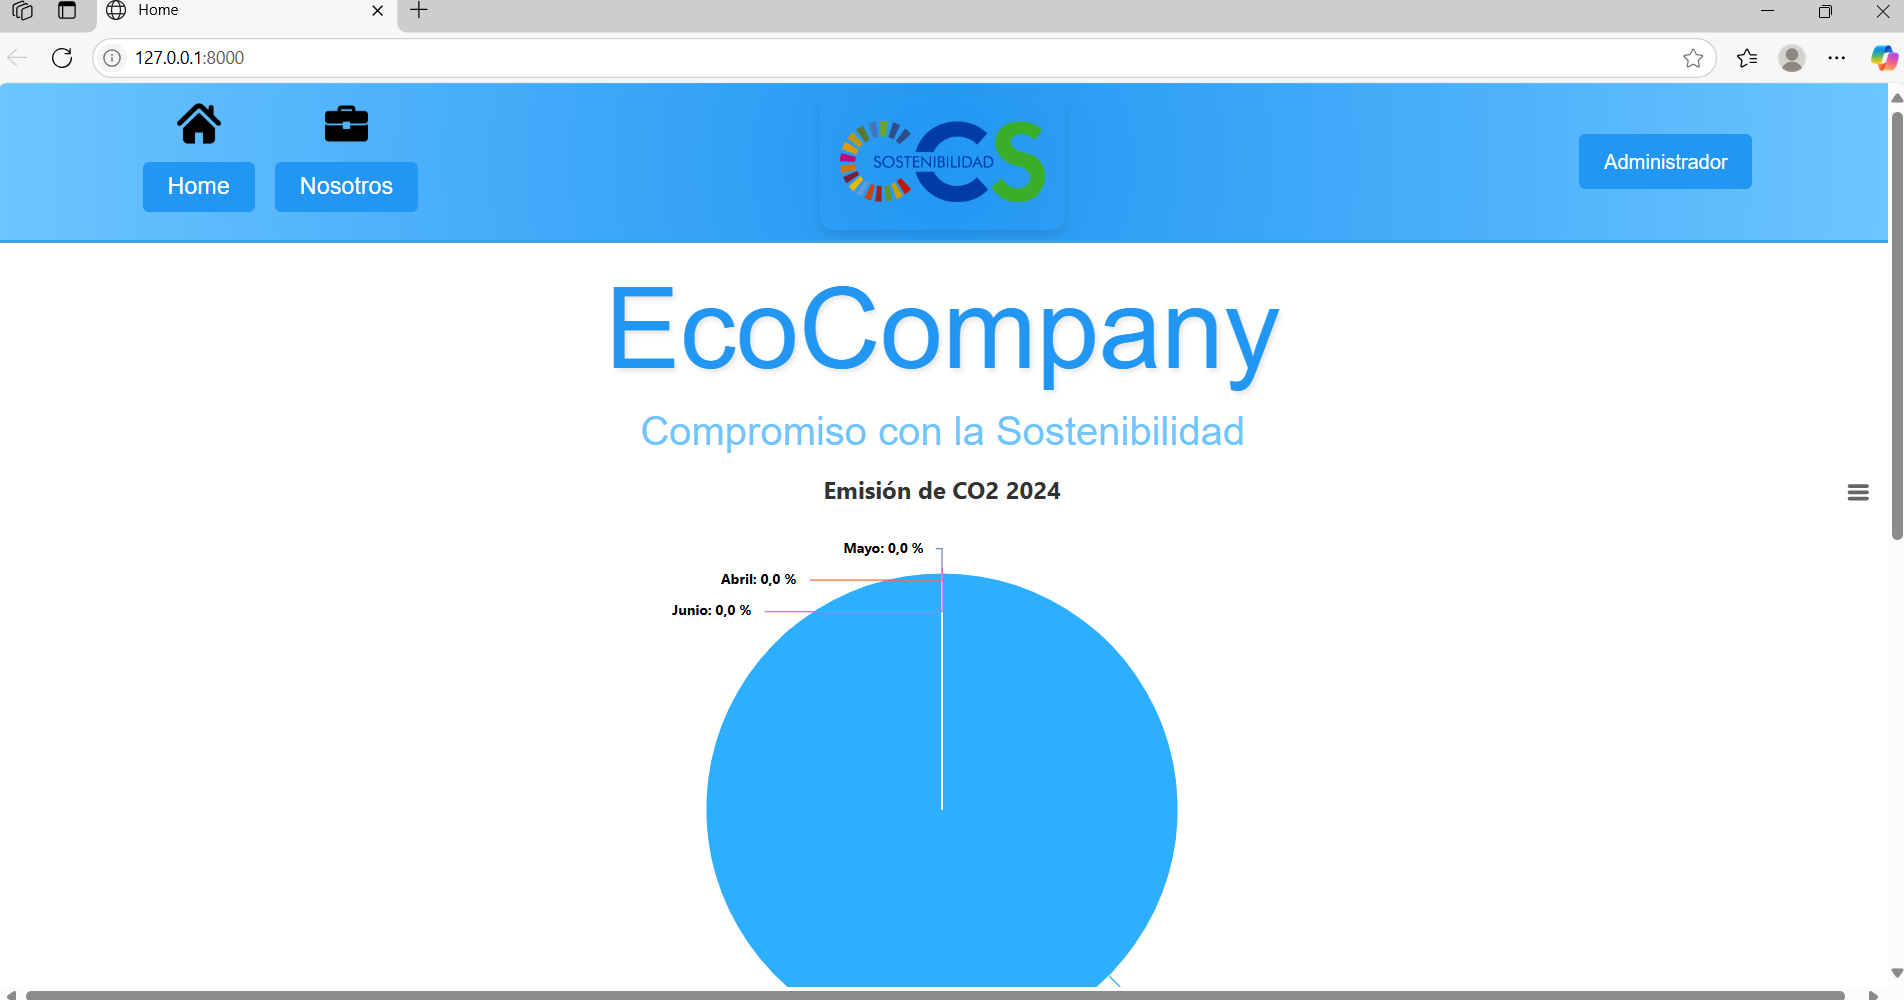 Home
127.0.0.1:8000
Home
Nosotros
SOSTENIBILIDAD
CS
Administrador
EcoCompany
Compromiso con la Sostenibilidad
Emisión de CO2 2024
Mayo: 0,0 %
Abril: 0,0 %
Junio: 0,0 %